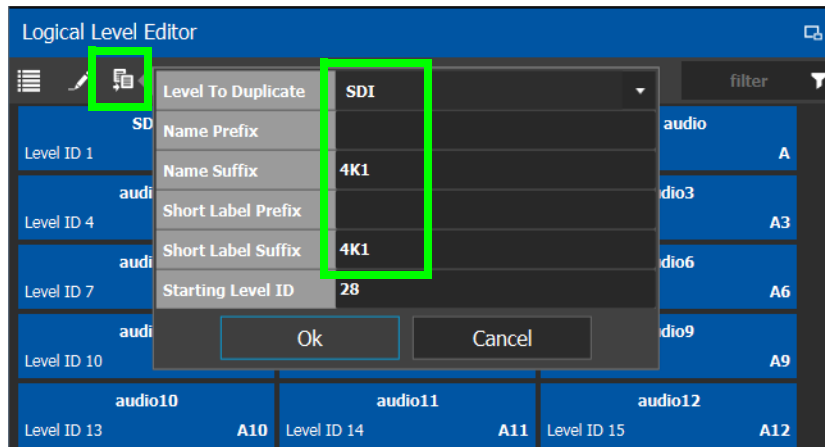 Logical Level Editor
filter
Level To Duplicate SDI
Name Prefix
Name Suffix 4K1
Short Label Prefix
Short Label Suffix 4K1
Starting Level ID 28
Ok Cancel
SD audio
Level ID 1 A
audi dio3
Level ID 4 A3
audi dio6
Level ID 7 A6
audi dio9
Level ID 10 A9
audio10 audio11 audio12
Level ID 13 A10 Level ID 14 A11 Level ID 15 A12